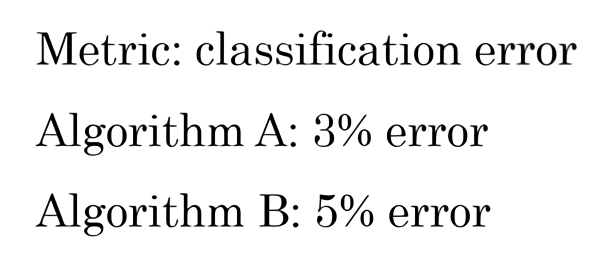 Metric: classification error
Algorithm A: 3% error
Algorithm B: 5% error